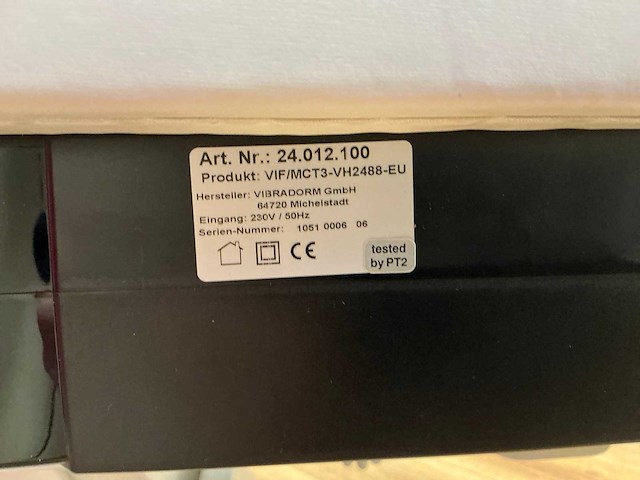 Art. Nr.: 24.012.100
Produkt: VIF/MCT3-VH2488-EU
Hersteller: VIBRADORM GmbH
64720 Michelstadt
Eingang: 230V / 50Hz
Serien-Nummer: 1051 0006 06
CE
tested
by PT2